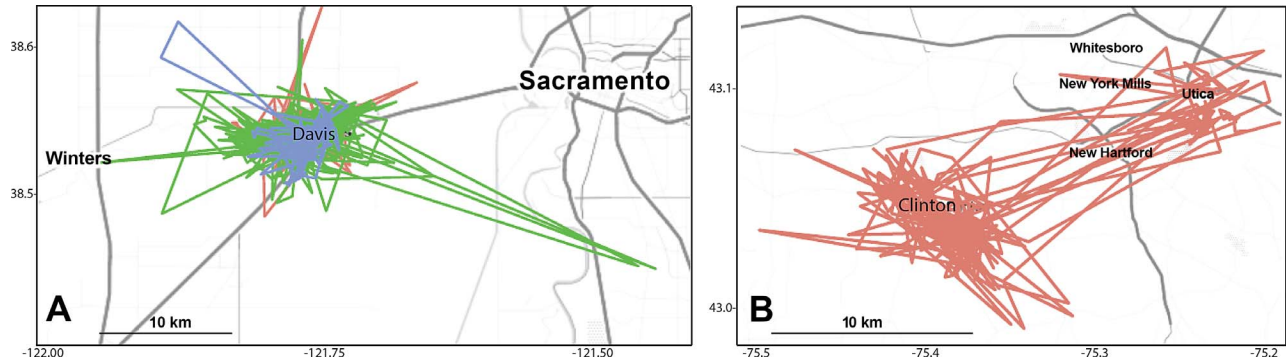 38.6
38.5
Winters
Davis
Sacramento
A
10 km
-122.00
-121.75
-121.50
43.1
43.0
Whitesboro
New York Mills
Utica
New Hartford
Clinton
B
10 km
-75.5
-75.4
-75.3
-75.2